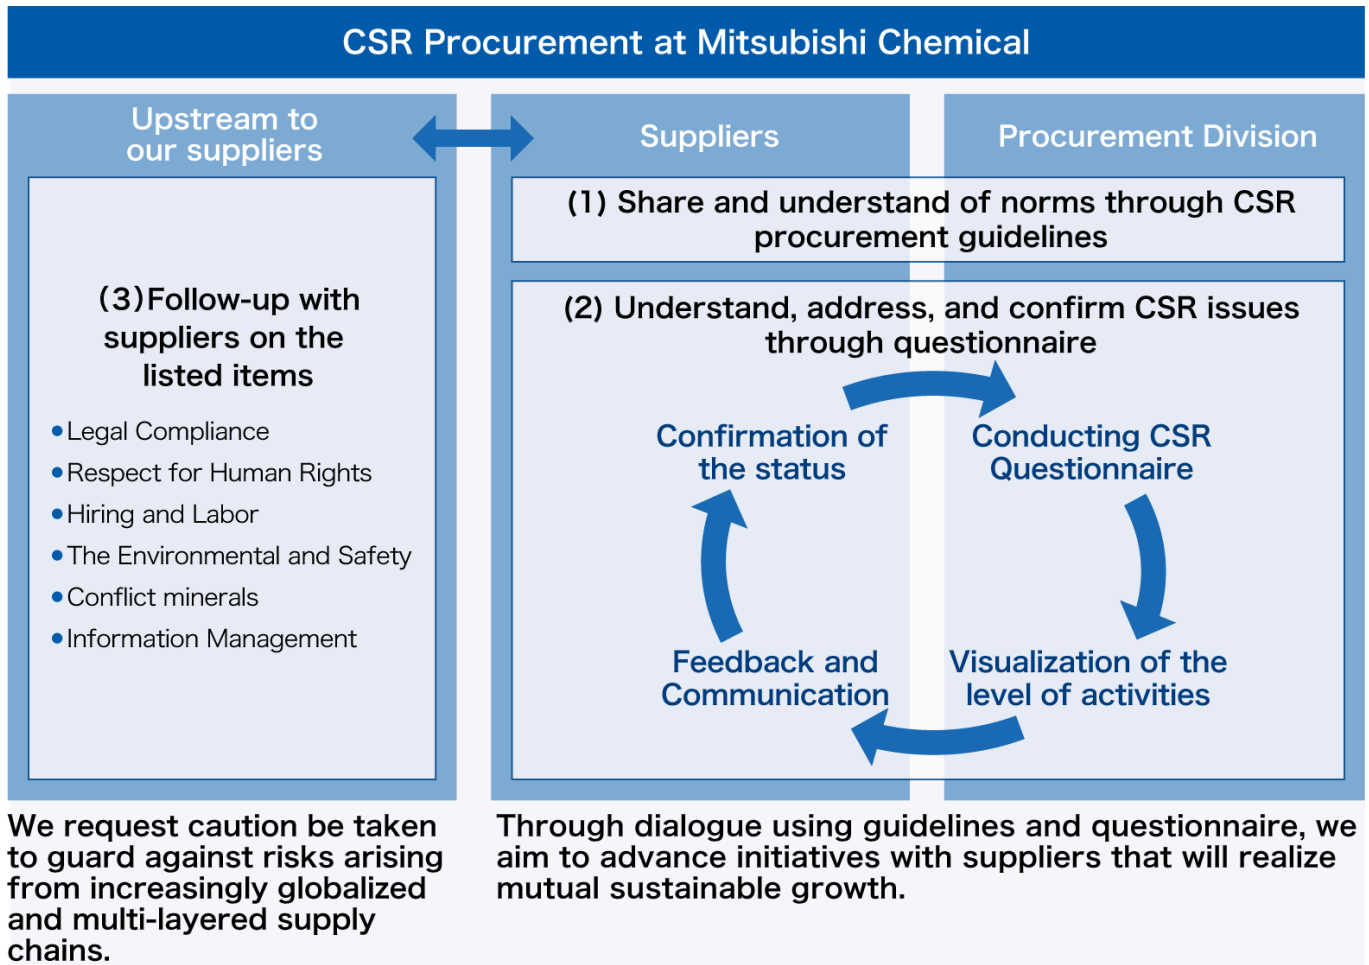 CSR Procurement at Mitsubishi Chemical
Upstream to
our suppliers
(3)Follow-up with
suppliers on the
listed items
•Legal Compliance
•Respect for Human Rights
•Hiring and Labor
•The Environmental and Safety
•Conflict minerals
•Information Management
We request caution be taken
to guard against risks arising
from increasingly globalized
and multi-layered supply
chains.
Suppliers
Procurement Division
(1) Share and understand of norms through CSR
procurement guidelines
(2) Understand, address, and confirm CSR issues
through questionnaire
Confirmation of
the status
Conducting CSR
Questionnaire
Feedback and
Communication
Visualization of the
level of activities
Through dialogue using guidelines and questionnaire, we
aim to advance initiatives with suppliers that will realize
mutual sustainable growth.